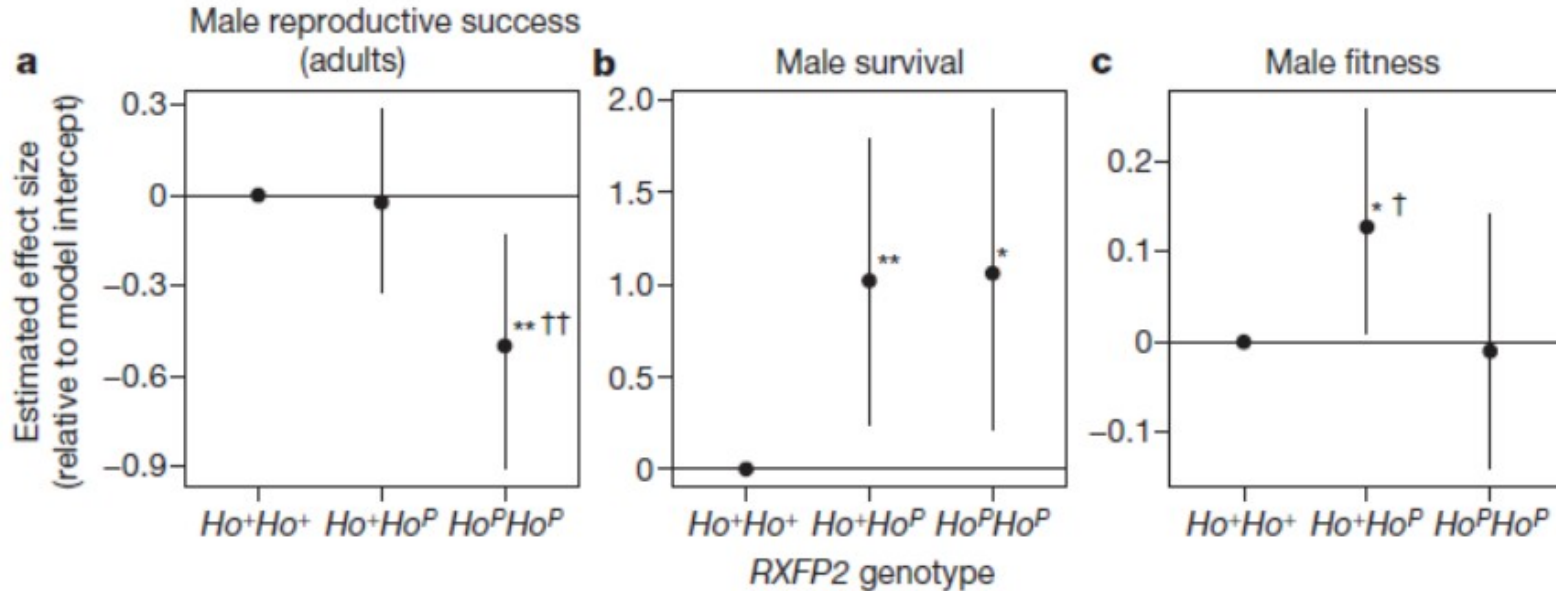 Male reproductive success
(adults)
a
0.3
0
−0.3
−0.6
−0.9
Estimated effect size
(relative to model intercept)
** ††
Ho⁺Ho⁺ Ho⁺Hoᴾ HoᴾHoᴾ
b
Male survival
2.0
1.5
1.0
0.5
0
**
*
Ho⁺Ho⁺ Ho⁺Hoᴾ HoᴾHoᴾ
RXFP2 genotype
c
Male fitness
0.2
0.1
0
−0.1
* †
Ho⁺Ho⁺ Ho⁺Hoᴾ HoᴾHoᴾ